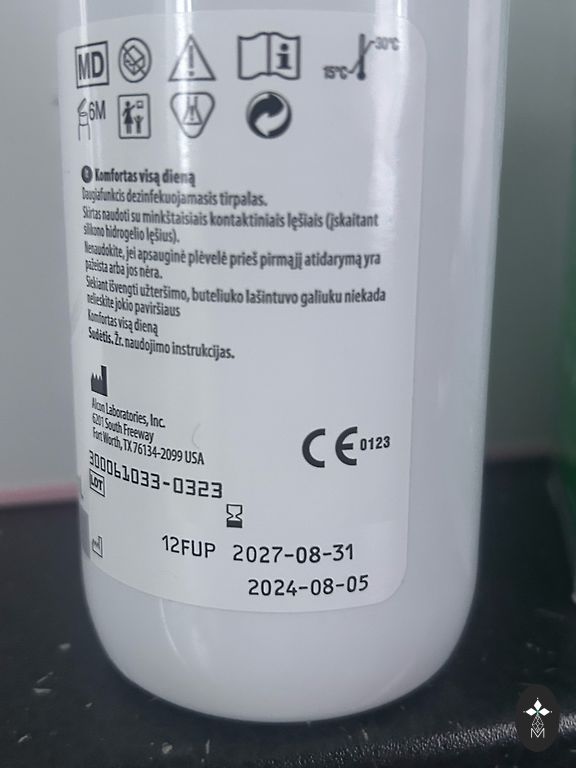 MD
15°C 30°C
6M
Komfortas visą dieną
Daugiafunkcis dezinfekuojamasis tirpalas.
Skirtas naudoti su minkštaisiais kontaktiniais lęšiais (įskaitant
silikono hidrogelio lęšius).
Nenaudokite, jei apsauginė plėvelė prieš pirmąjį atidarymą yra
pažeista arba jos nėra.
Siekiant išvengti užteršimo, buteliuko lašintuvo galiuku niekada
nelieskite jokio paviršiaus
Komfortas visą dieną
Sudėtis. Žr. naudojimo instrukcijas.
Alcon Laboratories, Inc.
6201 South Freeway
Fort Worth, TX 76134-2099 USA
CE 0123
300061033-0323
LOT
12FUP 2027-08-31
2024-08-05
M